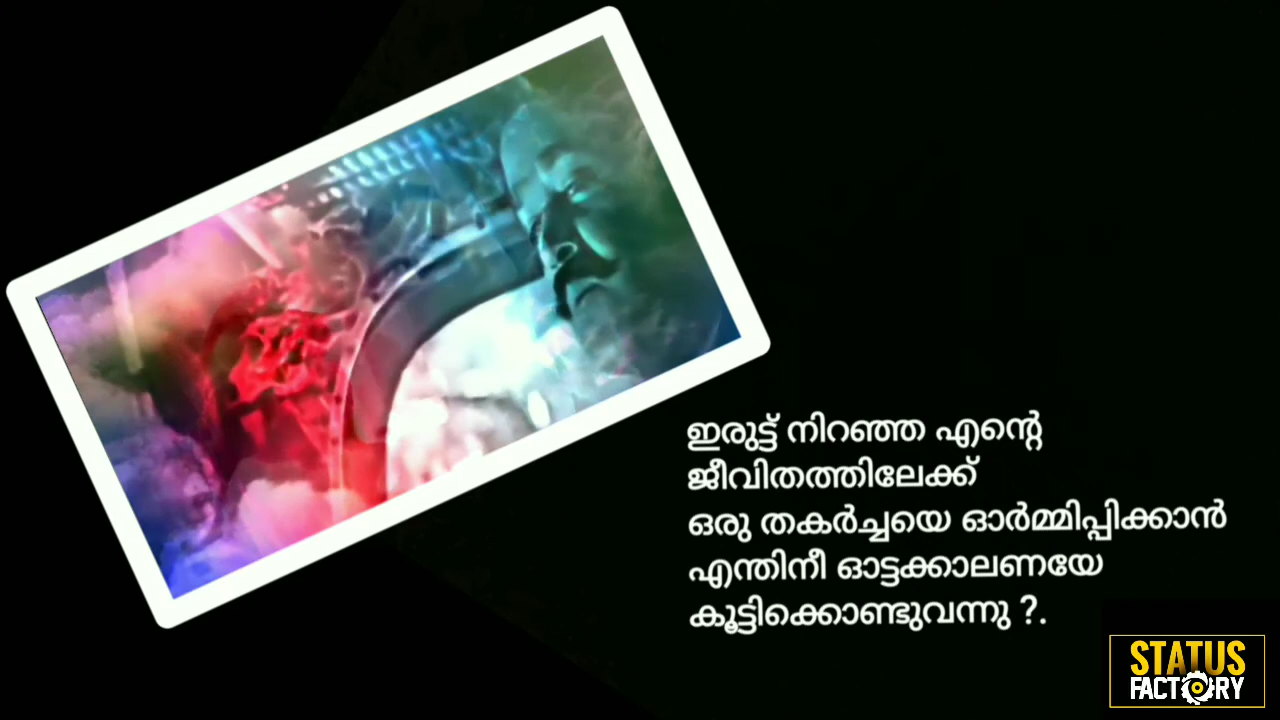 ഇരുട്ട് നിറഞ്ഞ എന്റെ
ജീവിതത്തിലേക്ക്
ഒരു തകർച്ചയെ ഓർമ്മിപ്പിക്കാൻ
എന്തിനീ ഓട്ടക്കാലണയേ
കൂട്ടിക്കൊണ്ടുവന്നു ?.
STATUS
FACTORY